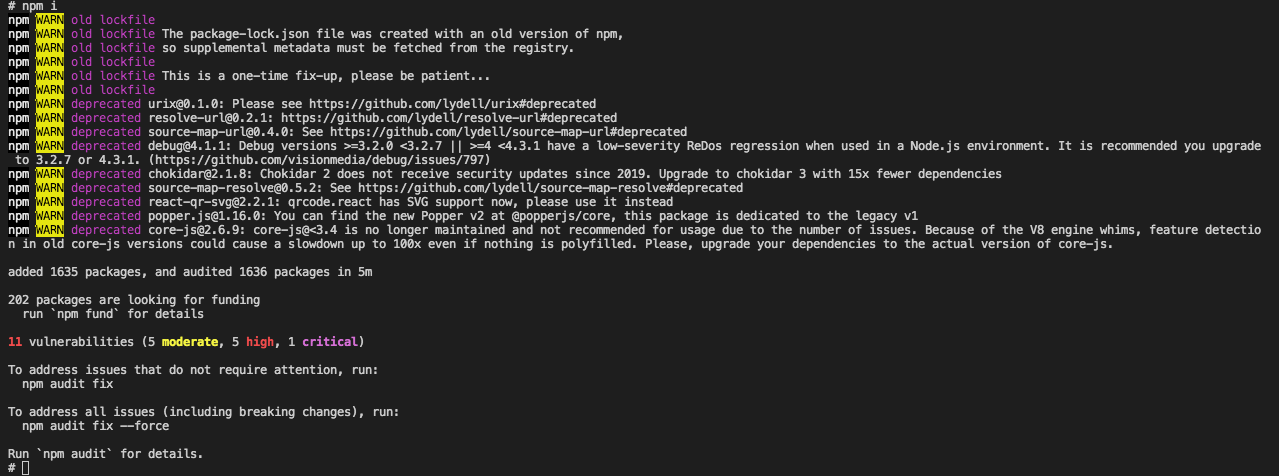 # npm i
npm WARN old lockfile
npm WARN old lockfile The package-lock.json file was created with an old version of npm,
npm WARN old lockfile so supplemental metadata must be fetched from the registry.
npm WARN old lockfile
npm WARN old lockfile This is a one-time fix-up, please be patient...
npm WARN old lockfile
npm WARN deprecated urix@0.1.0: Please see https://github.com/lydell/urix#deprecated
npm WARN deprecated resolve-url@0.2.1: https://github.com/lydell/resolve-url#deprecated
npm WARN deprecated source-map-url@0.4.0: See https://github.com/lydell/source-map-url#deprecated
npm WARN deprecated debug@4.1.1: Debug versions >=3.2.0 <3.2.7 || >=4 <4.3.1 have a low-severity ReDos regression when used in a Node.js environment. It is recommended you upgrade
 to 3.2.7 or 4.3.1. (https://github.com/visionmedia/debug/issues/797)
npm WARN deprecated chokidar@2.1.8: Chokidar 2 does not receive security updates since 2019. Upgrade to chokidar 3 with 15x fewer dependencies
npm WARN deprecated source-map-resolve@0.5.2: See https://github.com/lydell/source-map-resolve#deprecated
npm WARN deprecated react-qr-svg@2.2.1: qrcode.react has SVG support now, please use it instead
npm WARN deprecated popper.js@1.16.0: You can find the new Popper v2 at @popperjs/core, this package is dedicated to the legacy v1
npm WARN deprecated core-js@2.6.9: core-js@<3.4 is no longer maintained and not recommended for usage due to the number of issues. Because of the V8 engine whims, feature detectio
n in old core-js versions could cause a slowdown up to 100x even if nothing is polyfilled. Please, upgrade your dependencies to the actual version of core-js.
added 1635 packages, and audited 1636 packages in 5m
202 packages are looking for funding
  run `npm fund` for details
11 vulnerabilities (5 moderate, 5 high, 1 critical)
To address issues that do not require attention, run:
  npm audit fix
To address all issues (including breaking changes), run:
  npm audit fix --force
Run `npm audit` for details.
#